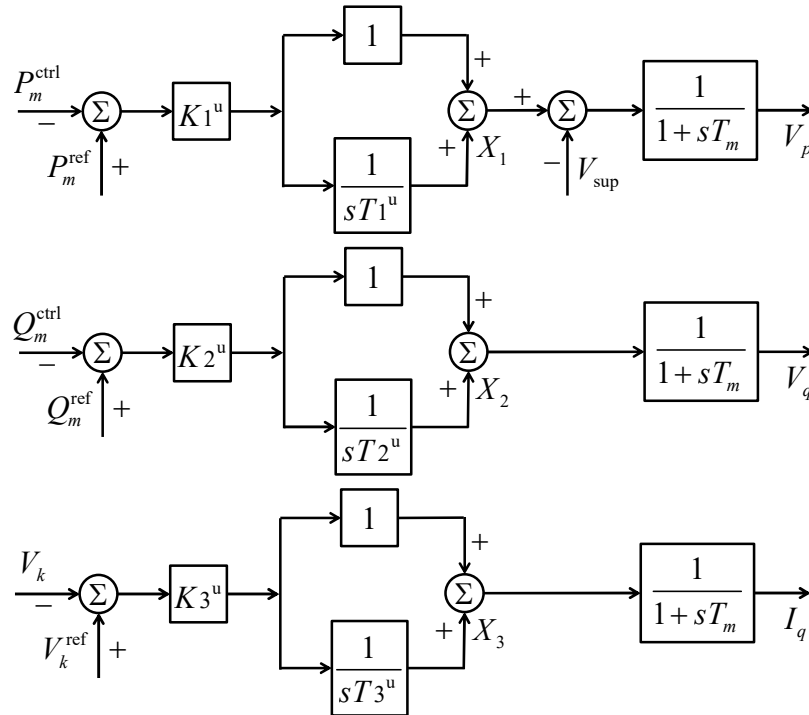 1
P_m^ctrl Σ K1^u Σ + Σ 1/(1+sT_m)
− + + X_1 − V_sup V_p
P_m^ref +
1/(sT1^u)
1
Q_m^ctrl Σ K2^u + Σ 1/(1+sT_m)
− + X_2 V_q
Q_m^ref +
1/(sT2^u)
1
V_k Σ K3^u + Σ 1/(1+sT_m)
− + X_3 I_q
V_k^ref +
1/(sT3^u)